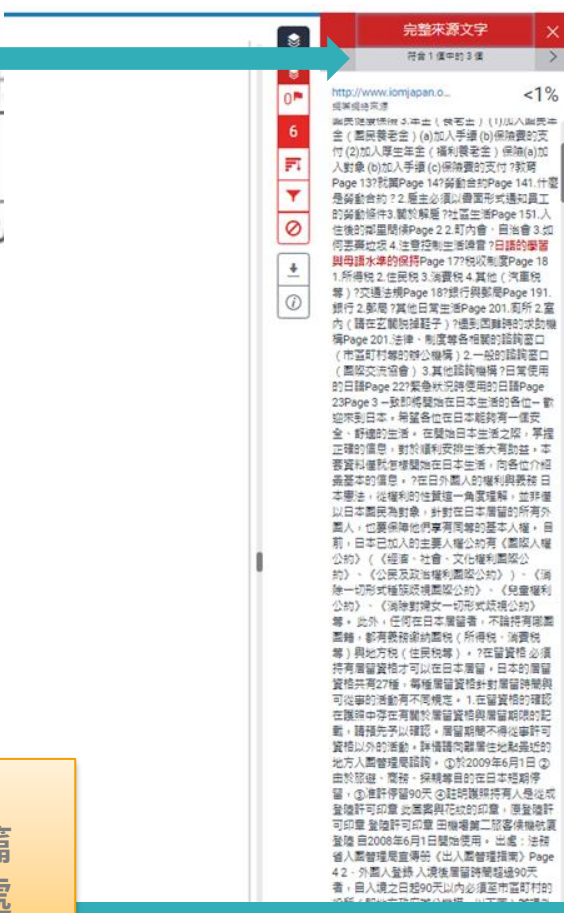 完整來源文字
符合 1 個中的 3 個
http://www.iomjapan.o...
<1%
網際網路來源
0
6
國民健康保險 3.年金（養老金）(1)加入國民年
金（國民養老金）(a)加入手續 (b)保險費的支
付 (2)加入厚生年金（福利養老金）保險(a)加
入對象 (b)加入手續 (c)保險費的支付 ?教育
Page 13?就業Page 14?勞動合約Page 141.什麼
是勞動合約 ? 2.雇主必須以書面形式通知員工
的勞動條件3.關於解雇 ?社區生活Page 151.入
住後的鄰里問候Page 2 2.町內會、自治會 3.如
何丟棄垃圾 4.注意控制生活噪音 ?日語的學習
與母語水準的保持Page 17?稅收制度Page 18
1.所得稅 2.住民稅 3.消費稅 4.其他（汽車稅
等）?交通法規Page 18?銀行與郵局Page 191.
銀行 2.郵局 ?其他日常生活Page 201.廁所 2.室
內（請在玄關脫掉鞋子）?遇到困難時的求助機
構Page 201.法律、制度等各相關的諮詢窗口
（市區町村等的辦公機構）2.一般的諮詢窗口
（國際交流協會）3.其他諮詢機構 ?日常使用
的日語Page 22?緊急狀況時使用的日語Page
23Page 3 —致即將開始在日本生活的各位— 歡
迎來到日本。希望各位在日本能夠有一個安
全、舒適的生活。在開始日本生活之際，掌握
正確的信息，對於順利安排生活大有助益。本
套資料僅就怎樣開始在日本生活，向各位介紹
最基本的信息。?在日外國人的權利與義務 日
本憲法，從權利的性質這一角度理解，並非僅
以日本國民為對象，針對在日本居留的所有外
國人，也要保障他們享有同等的基本人權。目
前，日本已加入的主要人權公約有《國際人權
公約》（《經濟、社會、文化權利國際公
約》、《公民及政治權利國際公約》）、《消
除一切形式種族歧視國際公約》、《兒童權利
公約》、《消除對婦女一切形式歧視公約》
等。此外，任何在日本居留者，不論持有哪國
國籍，都有義務繳納國稅（所得稅、消費稅
等）與地方稅（住民稅等）。?在留資格 必須
持有居留資格才可以在日本居留。日本的居留
資格共有27種，每種居留資格針對居留時間與
可從事的活動有不同規定。1.在留資格的確認
在護照中存在有關於居留資格與居留期限的記
載，請預先予以確認。居留期間不得從事許可
資格以外的活動。詳情請向離居住地點最近的
地方入國管理局諮詢。①於2009年6月1日 ②
由於旅遊、商務、探親等目的在日本短期停
留，③准許停留90天 ④註明護照持有人是從成
登陸許可印章 此圖案與花紋的印章，原登陸許
可印章 登陸許可印章 田機場第二旅客候機航廈
登陸 自2008年6月1日開始使用。出處：法務
省入國管理局宣傳冊《出入國管理指南》Page
4 2．外國人登錄 入境後居留時間超過90天
者，自入境之日起90天以內必須至市區町村的
處